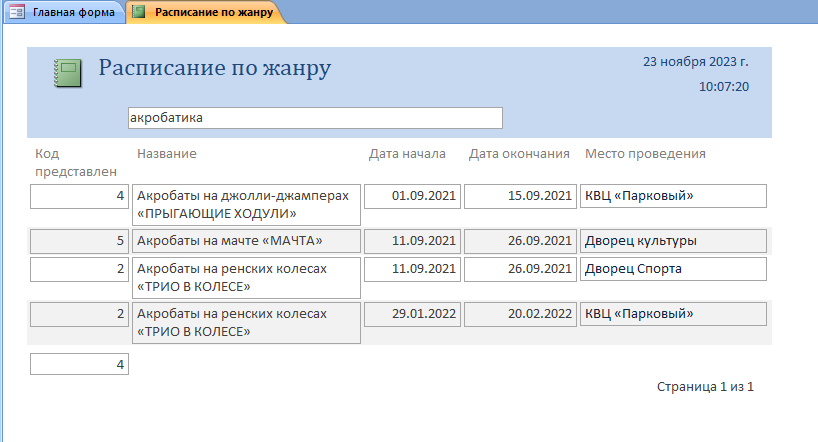 Главная форма Расписание по жанру
Расписание по жанру 23 ноября 2023 г.
10:07:20
акробатика
Код представлен Название Дата начала Дата окончания Место проведения
4 Акробаты на джолли-джамперах «ПРЫГАЮЩИЕ ХОДУЛИ» 01.09.2021 15.09.2021 КВЦ «Парковый»
5 Акробаты на мачте «МАЧТА» 11.09.2021 26.09.2021 Дворец культуры
2 Акробаты на ренских колесах «ТРИО В КОЛЕСЕ» 11.09.2021 26.09.2021 Дворец Спорта
2 Акробаты на ренских колесах «ТРИО В КОЛЕСЕ» 29.01.2022 20.02.2022 КВЦ «Парковый»
4
Страница 1 из 1